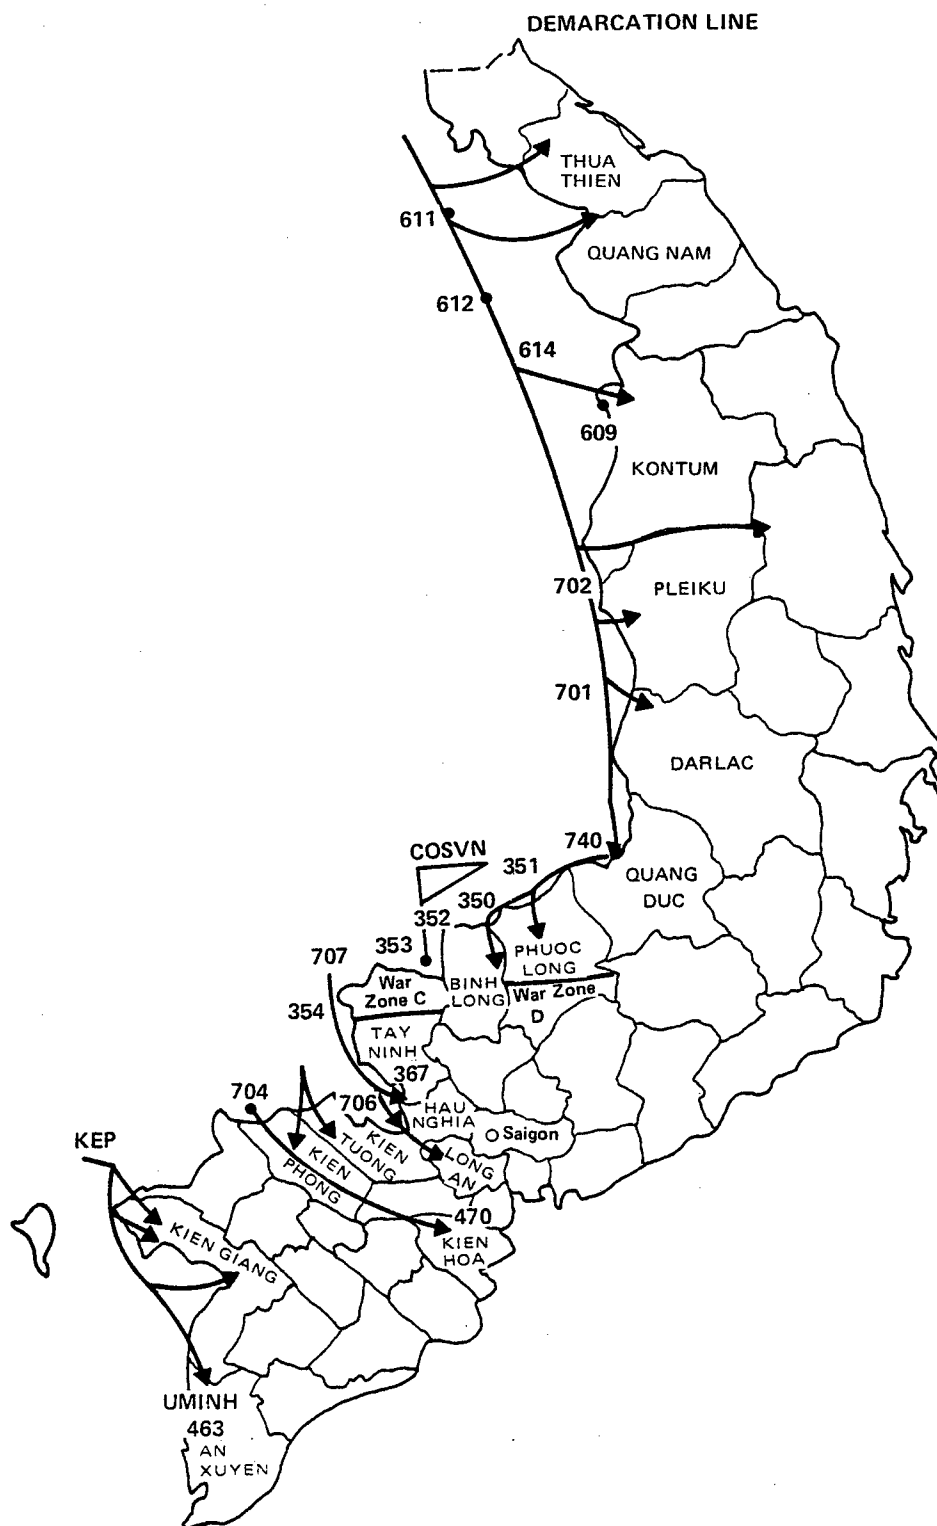 DEMARCATION LINE
THUA
THIEN
611
QUANG NAM
612
614
609
KONTUM
702
PLEIKU
701
DARLAC
740
COSVN
351
QUANG
DUC
350
352
353
PHUOC
LONG
707
War
Zone C
BINH
LONG
War Zone
D
354
TAY
NINH
367
704
706
HAU
NGHIA
Saigon
KEP
KIEN
TUONG
KIEN
PHONG
LONG
AN
470
KIEN GIANG
KIEN
HOA
UMINH
463
AN
XUYEN